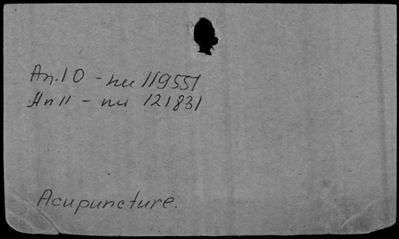 An.10 - nu 119551
An 11 - nu 121831
Acupuncture.